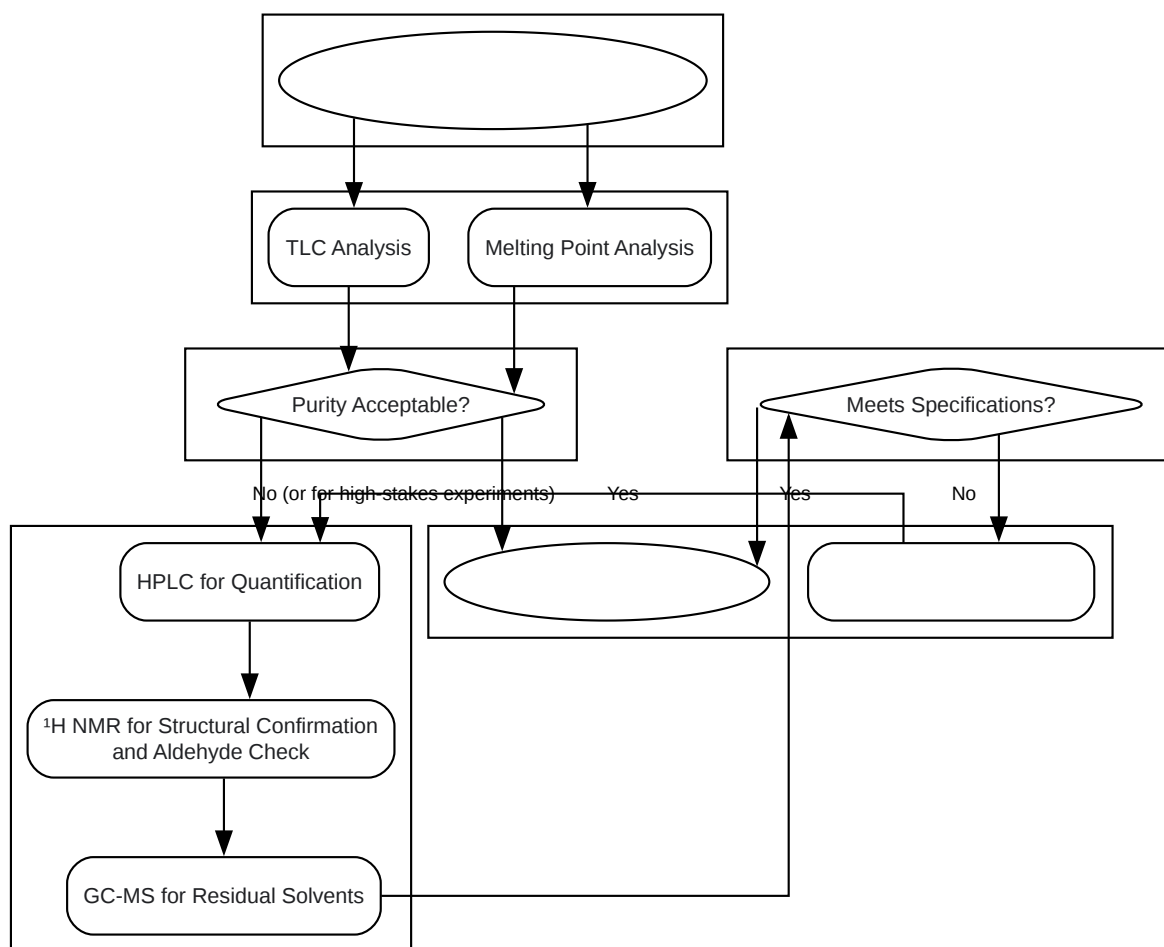 TLC Analysis
Melting Point Analysis
Purity Acceptable?
Meets Specifications?
No (or for high-stakes experiments)
Yes
Yes
No
HPLC for Quantification
¹H NMR for Structural Confirmation
and Aldehyde Check
GC-MS for Residual Solvents